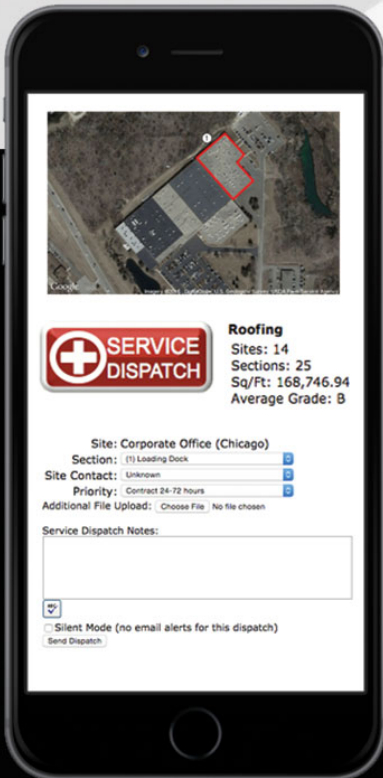 1
Google
SERVICE
DISPATCH
Roofing
Sites: 14
Sections: 25
Sq/Ft: 168,746.94
Average Grade: B
Site: Corporate Office (Chicago)
Section: (1) Loading Dock
Site Contact: Unknown
Priority: Contract 24-72 hours
Additional File Upload: Choose File No file chosen
Service Dispatch Notes:
Silent Mode (no email alerts for this dispatch)
Send Dispatch